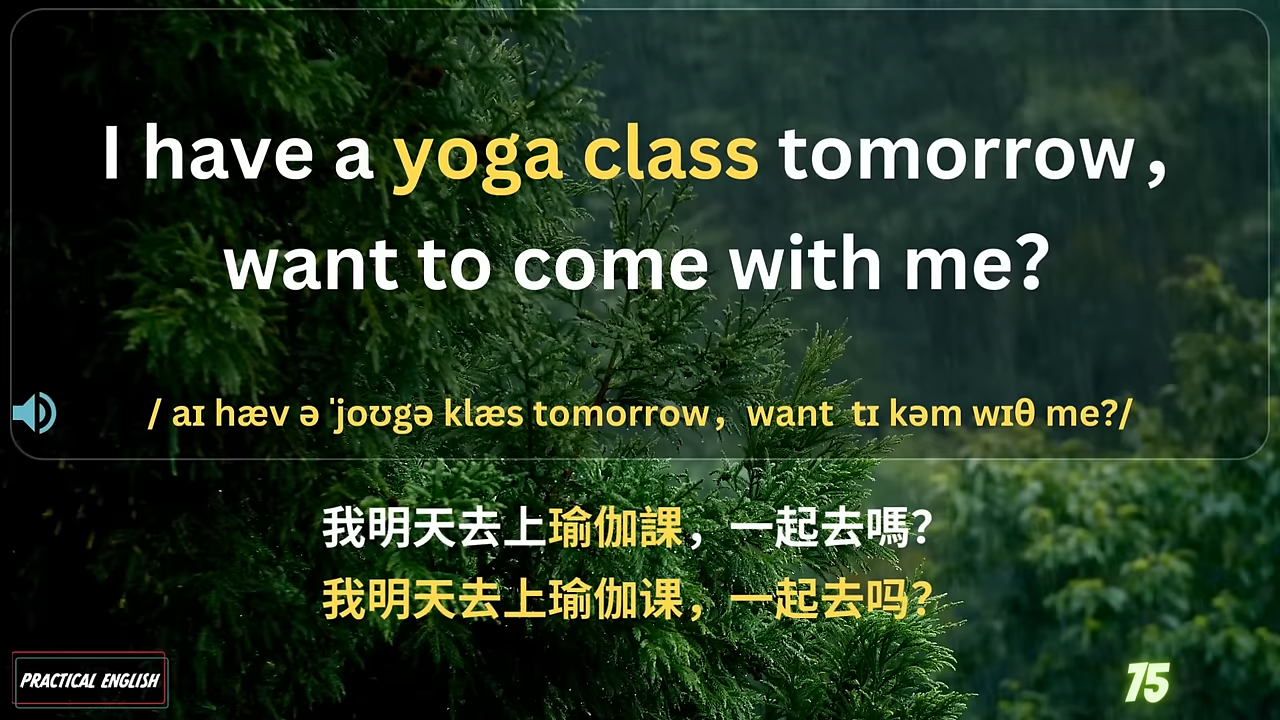 I have a yoga class tomorrow，
want to come with me?
/ aɪ hæv ə ˈjoʊgə klæs tomorrow，want  tɪ kəm wɪθ me?/
我明天去上瑜伽課，一起去嗎？
我明天去上瑜伽课，一起去吗？
PRACTICAL ENGLISH
75